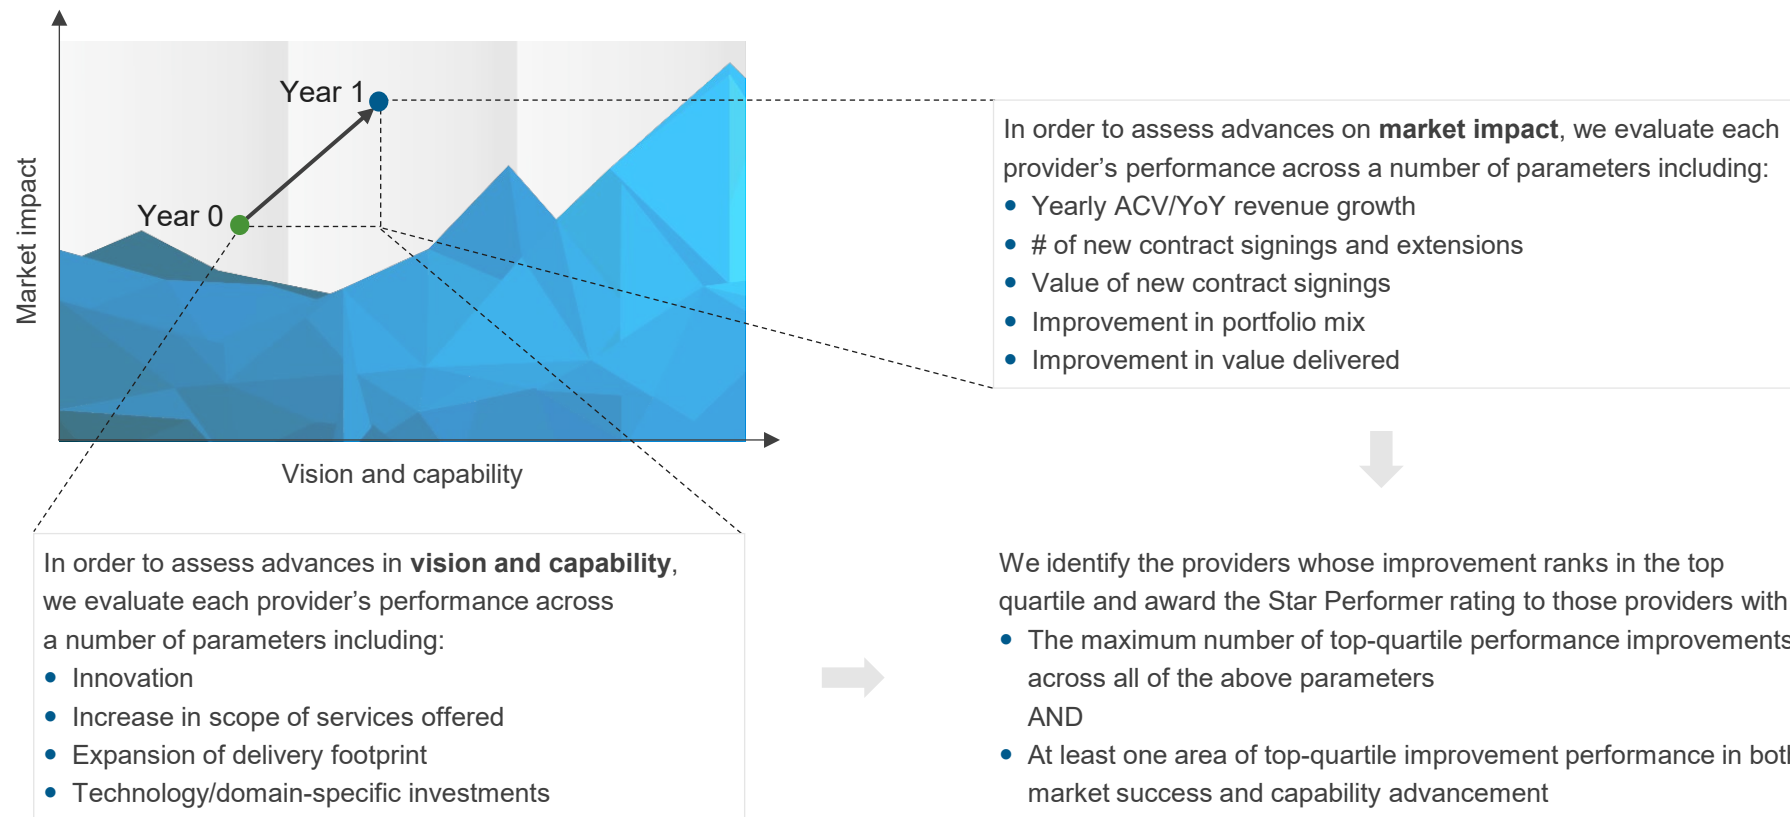 Year 1
Year 0
Market impact
Vision and capability
In order to assess advances on market impact, we evaluate each
provider’s performance across a number of parameters including:
• Yearly ACV/YoY revenue growth
• # of new contract signings and extensions
• Value of new contract signings
• Improvement in portfolio mix
• Improvement in value delivered
In order to assess advances in vision and capability,
we evaluate each provider’s performance across
a number of parameters including:
• Innovation
• Increase in scope of services offered
• Expansion of delivery footprint
• Technology/domain-specific investments
We identify the providers whose improvement ranks in the top
quartile and award the Star Performer rating to those providers with
• The maximum number of top-quartile performance improvements
across all of the above parameters
AND
• At least one area of top-quartile improvement performance in both
market success and capability advancement